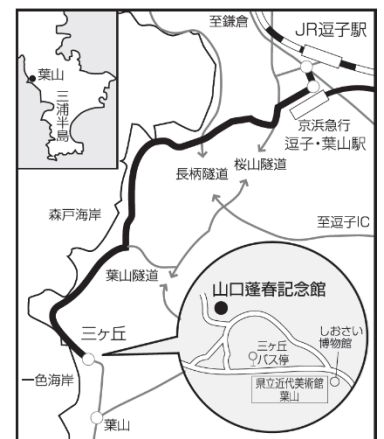 至鎌倉
JR逗子駅
葉山
三浦半島
京浜急行
逗子・葉山駅
桜山隧道
長柄隧道
森戸海岸
至逗子IC
葉山隧道
山口蓬春記念館
三ヶ丘
しおさい
博物館
三ヶ丘
バス停
一色海岸
県立近代美術館
葉山
葉山